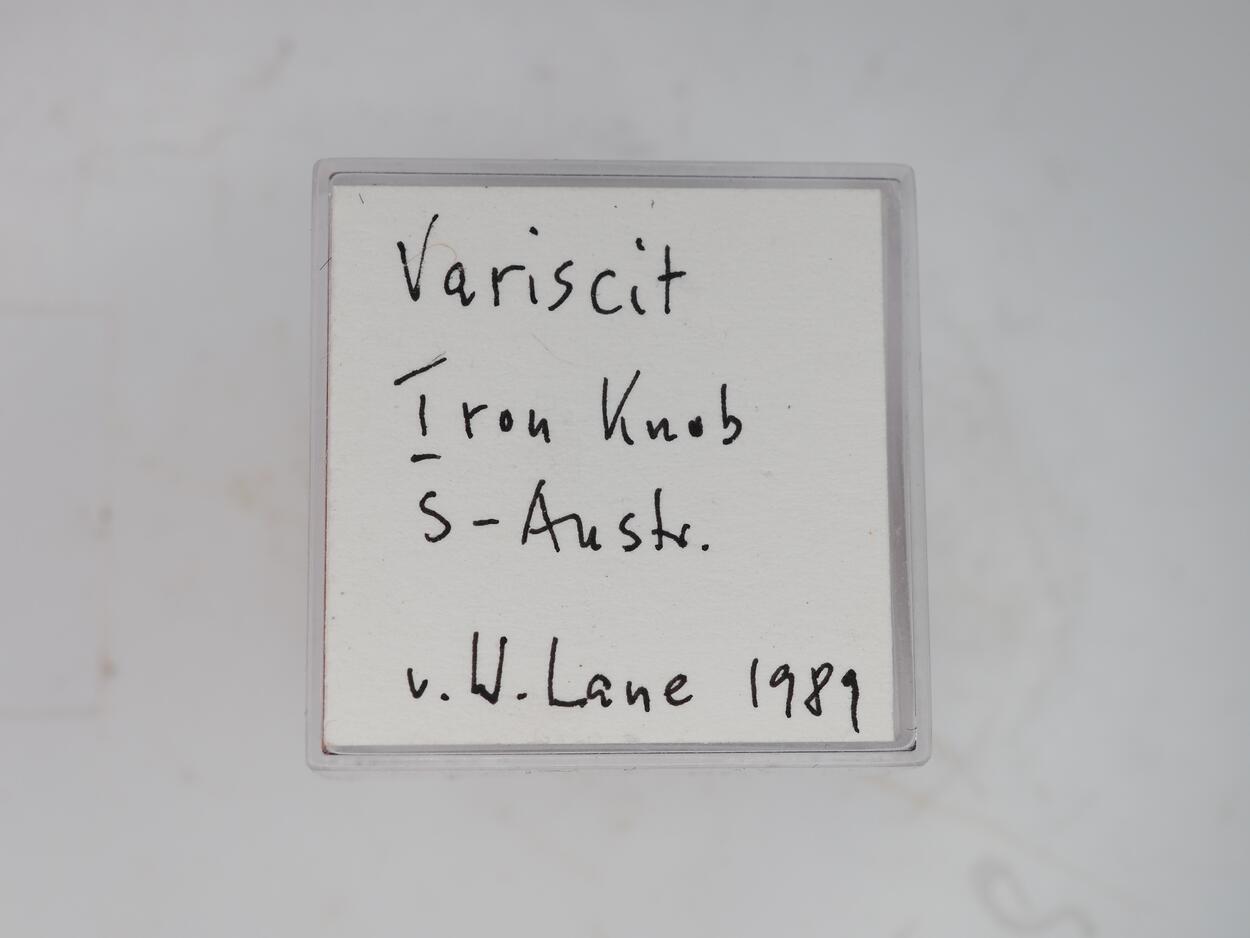 Variscit
Iron Knob
S-Austr.
v. W. Lane 1989